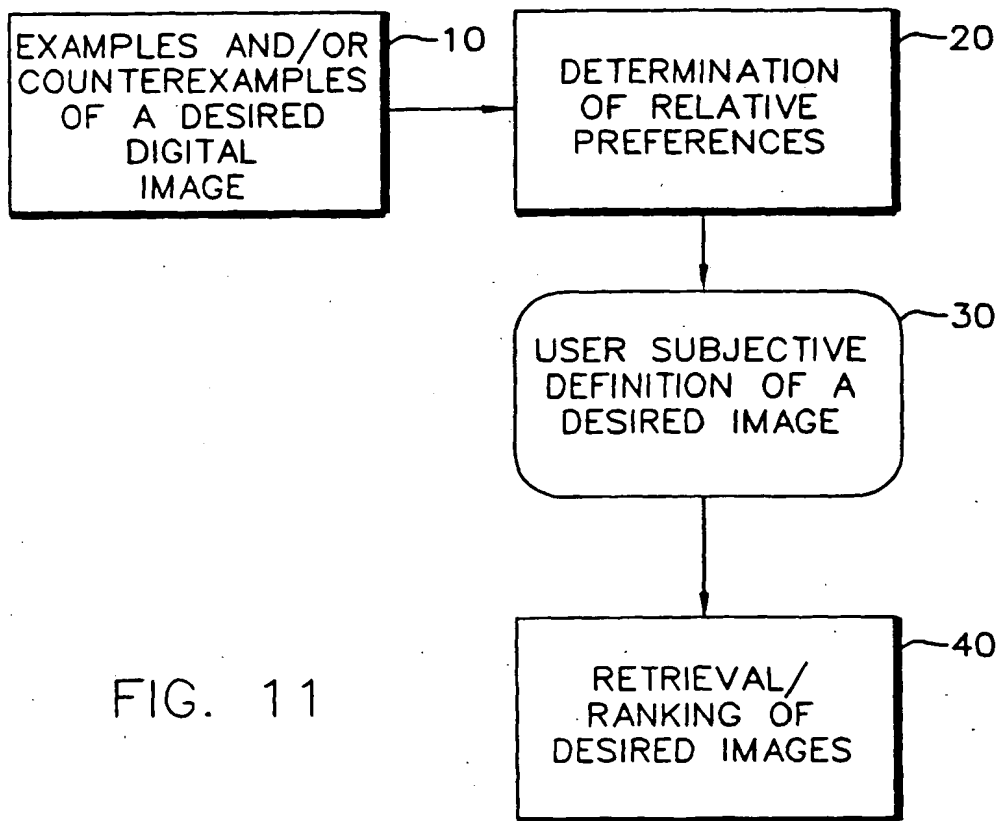 EXAMPLES AND/OR
COUNTEREXAMPLES
OF A DESIRED
DIGITAL
IMAGE
10
DETERMINATION
OF RELATIVE
PREFERENCES
20
USER SUBJECTIVE
DEFINITION OF A
DESIRED IMAGE
30
RETRIEVAL/
RANKING OF
DESIRED IMAGES
40
FIG. 11